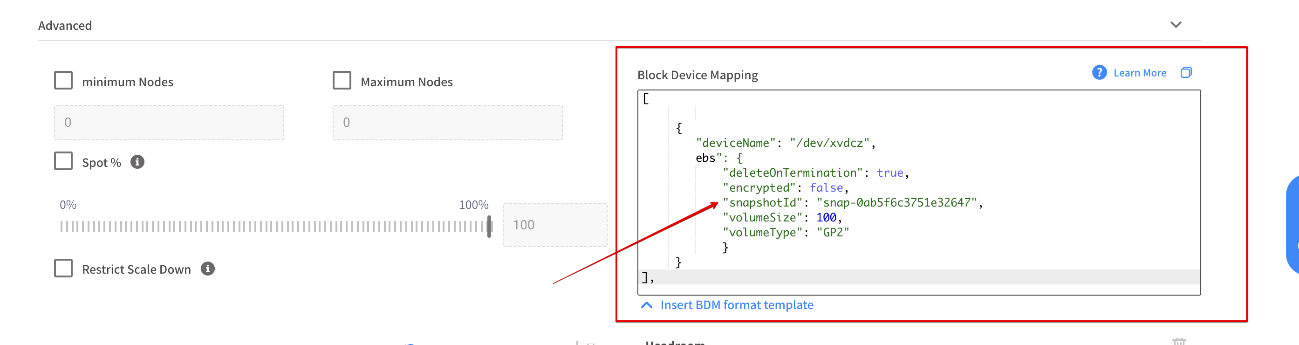 Advanced
minimum Nodes
Maximum Nodes
0
0
Spot %
0%
100%
100
Restrict Scale Down
Block Device Mapping
Learn More
[
{
"deviceName": "/dev/xvdcz",
ebs": {
"deleteOnTermination": true,
"encrypted": false,
"snapshotId": "snap-0ab5f6c3751e32647",
"volumeSize": 100,
"volumeType": "GP2"
}
}
],
Insert BDM format template
Headroom